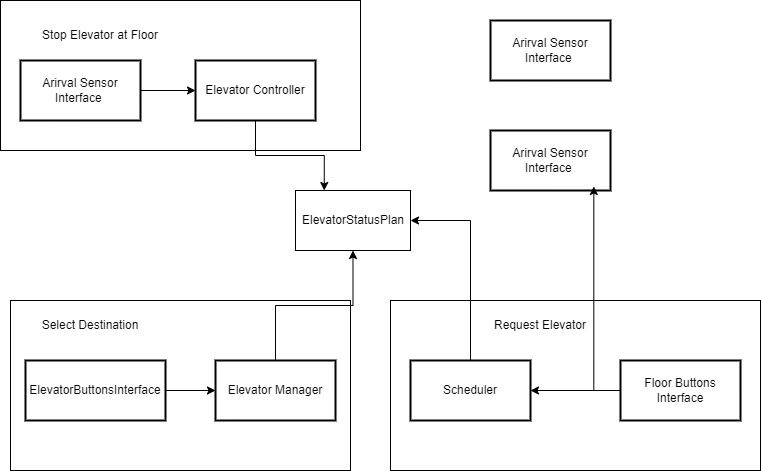 Stop Elevator at Floor
Arirval Sensor
Interface
Elevator Controller
Arirval Sensor
Interface
Arirval Sensor
Interface
ElevatorStatusPlan
Select Destination
ElevatorButtonsInterface
Elevator Manager
Request Elevator
Scheduler
Floor Buttons
Interface